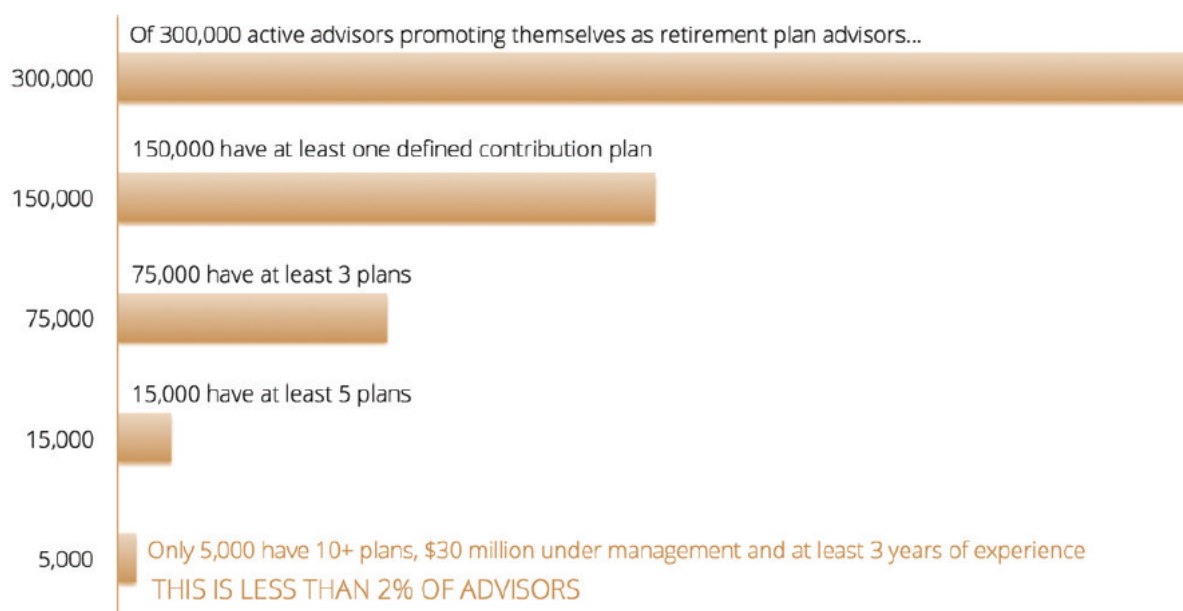 Of 300,000 active advisors promoting themselves as retirement plan advisors...
300,000
150,000 have at least one defined contribution plan
150,000
75,000 have at least 3 plans
75,000
15,000 have at least 5 plans
15,000
Only 5,000 have 10+ plans, $30 million under management and at least 3 years of experience
5,000
THIS IS LESS THAN 2% OF ADVISORS